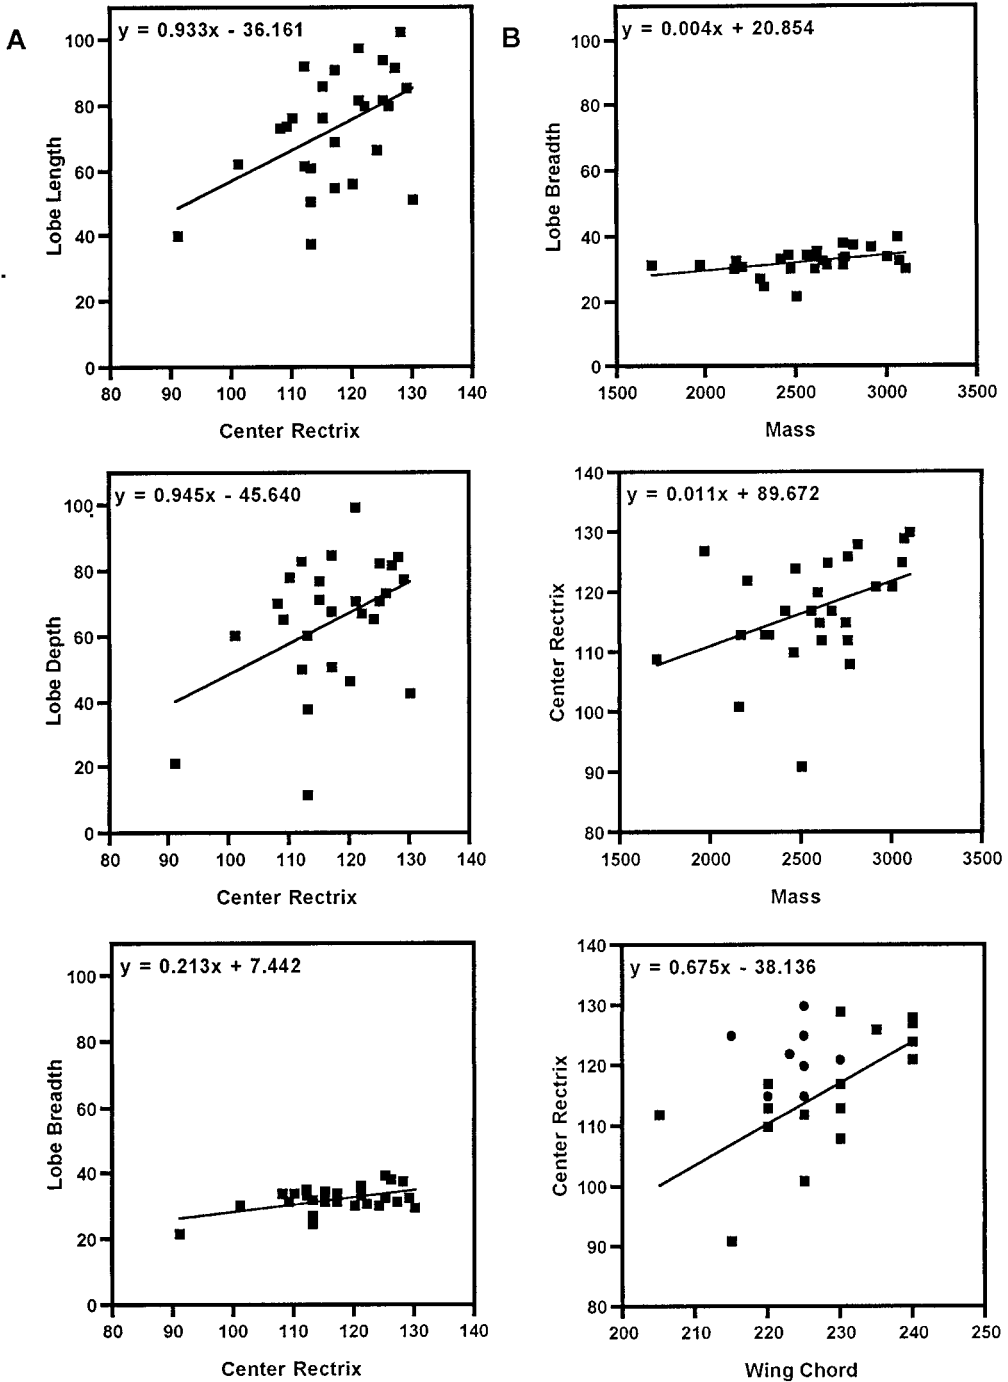 A
y = 0.933x - 36.161
100
80
60
40
20
0
Lobe Length
80 90 100 110 120 130 140
Center Rectrix
B
y = 0.004x + 20.854
100
80
60
40
20
0
Lobe Breadth
1500 2000 2500 3000 3500
Mass
y = 0.945x - 45.640
100
80
60
40
20
0
Lobe Depth
80 90 100 110 120 130 140
Center Rectrix
y = 0.011x + 89.672
140
130
120
110
100
90
80
Center Rectrix
1500 2000 2500 3000 3500
Mass
y = 0.213x + 7.442
100
80
60
40
20
0
Lobe Breadth
80 90 100 110 120 130 140
Center Rectrix
y = 0.675x - 38.136
140
130
120
110
100
90
80
Center Rectrix
200 210 220 230 240 250
Wing Chord